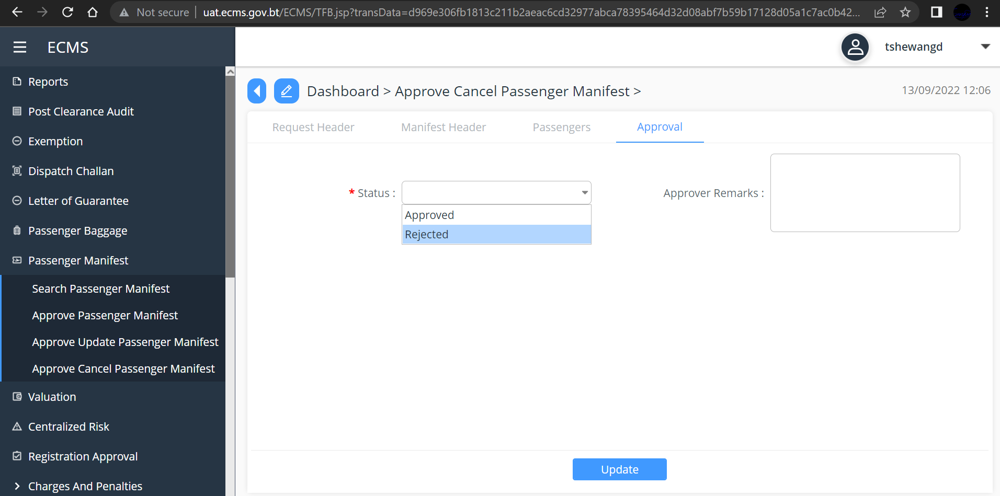 Not secure
uat.ecms.gov.bt/ECMS/TFB.jsp?transData=d969e306fb1813c211b2aeac6cd32977abca78395464d32d08abf7b59b17128d05a1c7ac0b42...
ECMS
tshewangd
Reports
Post Clearance Audit
Exemption
Dispatch Challan
Letter of Guarantee
Passenger Baggage
Passenger Manifest
Search Passenger Manifest
Approve Passenger Manifest
Approve Update Passenger Manifest
Approve Cancel Passenger Manifest
Valuation
Centralized Risk
Registration Approval
Charges And Penalties
Dashboard > Approve Cancel Passenger Manifest >
13/09/2022 12:06
Request Header
Manifest Header
Passengers
Approval
* Status :
Approved
Rejected
Approver Remarks :
Update